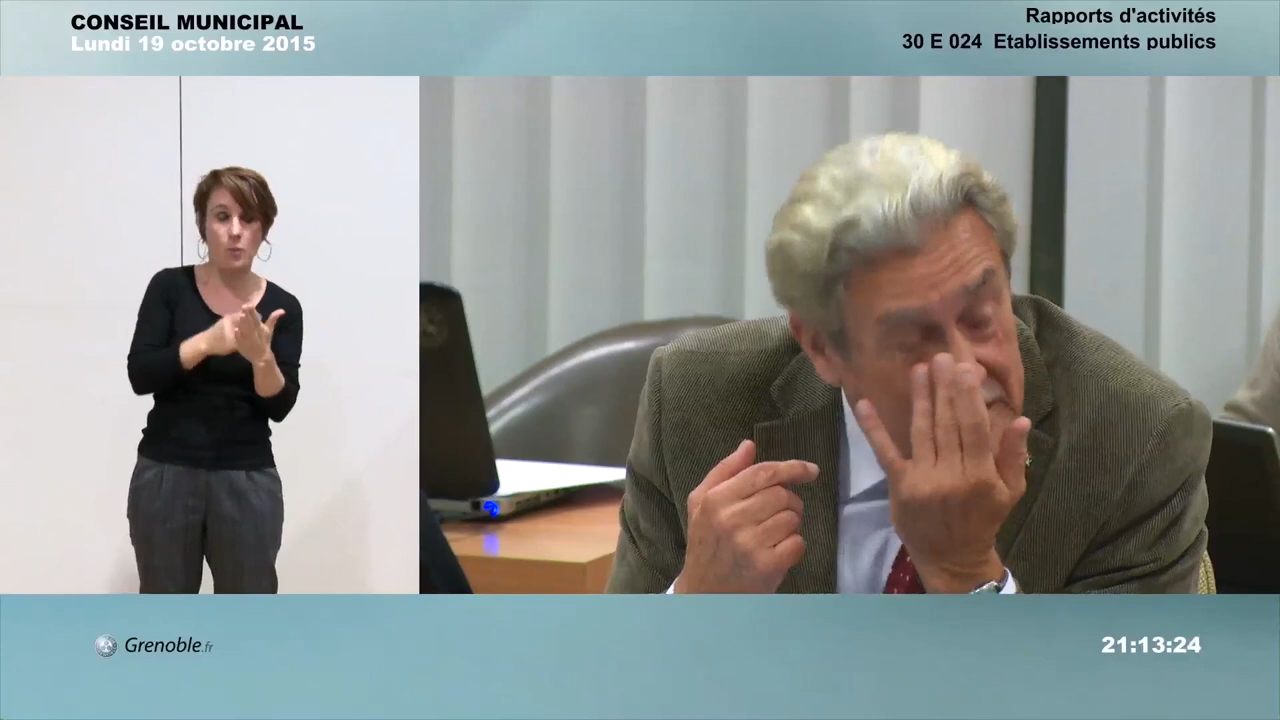 CONSEIL MUNICIPAL
Lundi 19 octobre 2015
Rapports d'activités
30 E 024 Etablissements publics
Grenoble.fr
21:13:24